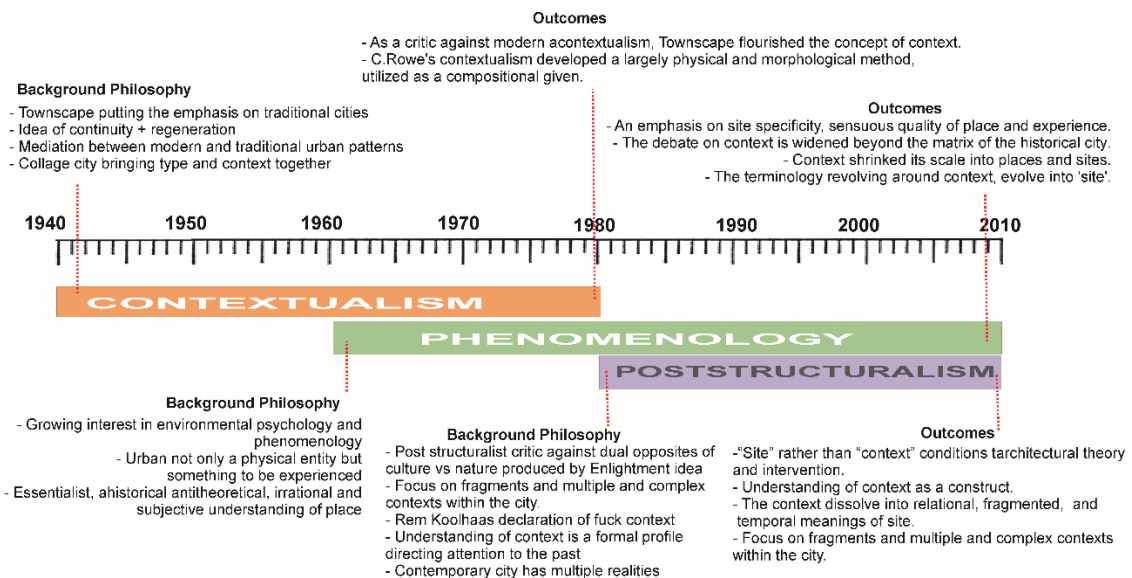 Outcomes
- As a critic against modern acontextualism, Townscape flourished the concept of context.
- C.Rowe's contextualism developed a largely physical and morphological method,
utilized as a compositional given.
Background Philosophy
- Townscape putting the emphasis on traditional cities
- Idea of continuity + regeneration
- Mediation between modern and traditional urban patterns
- Collage city bringing type and context together
Outcomes
- An emphasis on site specificity, sensuous quality of place and experience.
- The debate on context is widened beyond the matrix of the historical city.
- Context shrinked its scale into places and sites.
- The terminology revolving around context, evolve into 'site'.
1940 1950 1960 1970 1980 1990 2000 2010
CONTEXTUALISM
PHENOMENOLOGY
POSTSTRUCTURALISM
Background Philosophy
- Growing interest in environmental psychology and
phenomenology
- Urban not only a physical entity but
something to be experienced
- Essentialist, ahistorical antitheoretical, irrational and
subjective understanding of place
Background Philosophy
- Post structuralist critic against dual opposites of
culture vs nature produced by Enlightment idea
- Focus on fragments and multiple and complex
contexts within the city.
- Rem Koolhaas declaration of fuck context
- Understanding of context is a formal profile
directing attention to the past
- Contemporary city has multiple realities
Outcomes
-"Site" rather than "context" conditions tarchitectural theory
and intervention.
- Understanding of context as a construct.
- The context dissolve into relational, fragmented, and
temporal meanings of site.
- Focus on fragments and multiple and complex contexts
within the city.